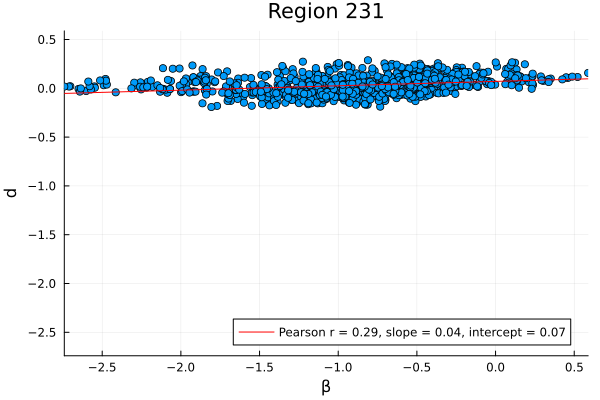 Region 231
0.5
0.0
−0.5
−1.0
−1.5
−2.0
−2.5
d
Pearson r = 0.29, slope = 0.04, intercept = 0.07
−2.5 −2.0 −1.5 −1.0 −0.5 0.0 0.5
β